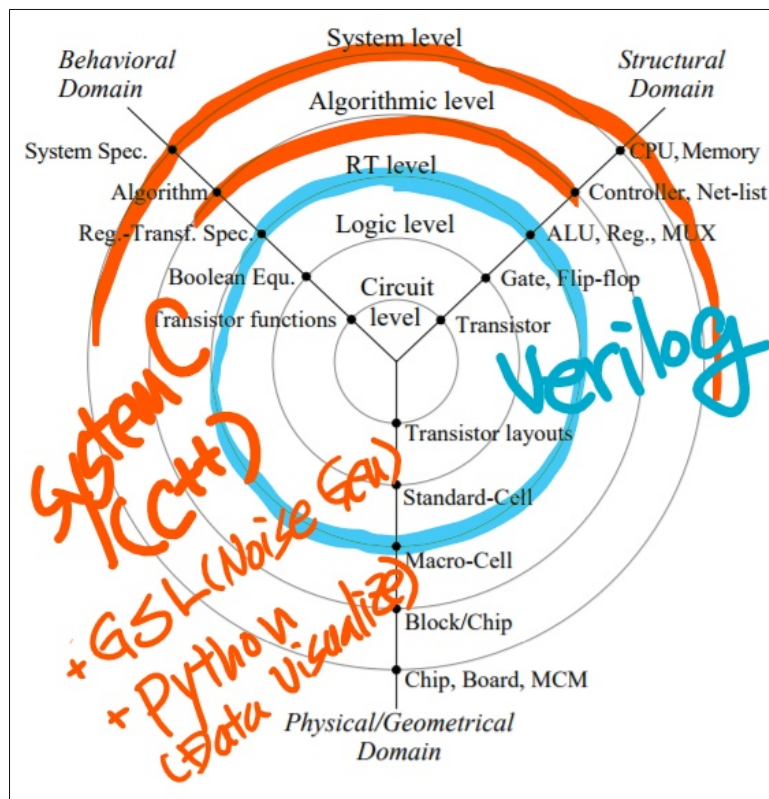 System level
Behavioral
Domain
Structural
Domain
Algorithmic level
System Spec.
CPU, Memory
RT level
Algorithm
Controller, Net-list
Reg.-Transf. Spec.
Logic level
ALU, Reg., MUX
Boolean Equ.
Gate, Flip-flop
Circuit
level
Transistor functions
Transistor
Verilog
System C
(C++)
+ GSL (Noise Gen)
+ Python
(Data Visualize)
Transistor layouts
Standard-Cell
Macro-Cell
Block/Chip
Chip, Board, MCM
Physical/Geometrical
Domain